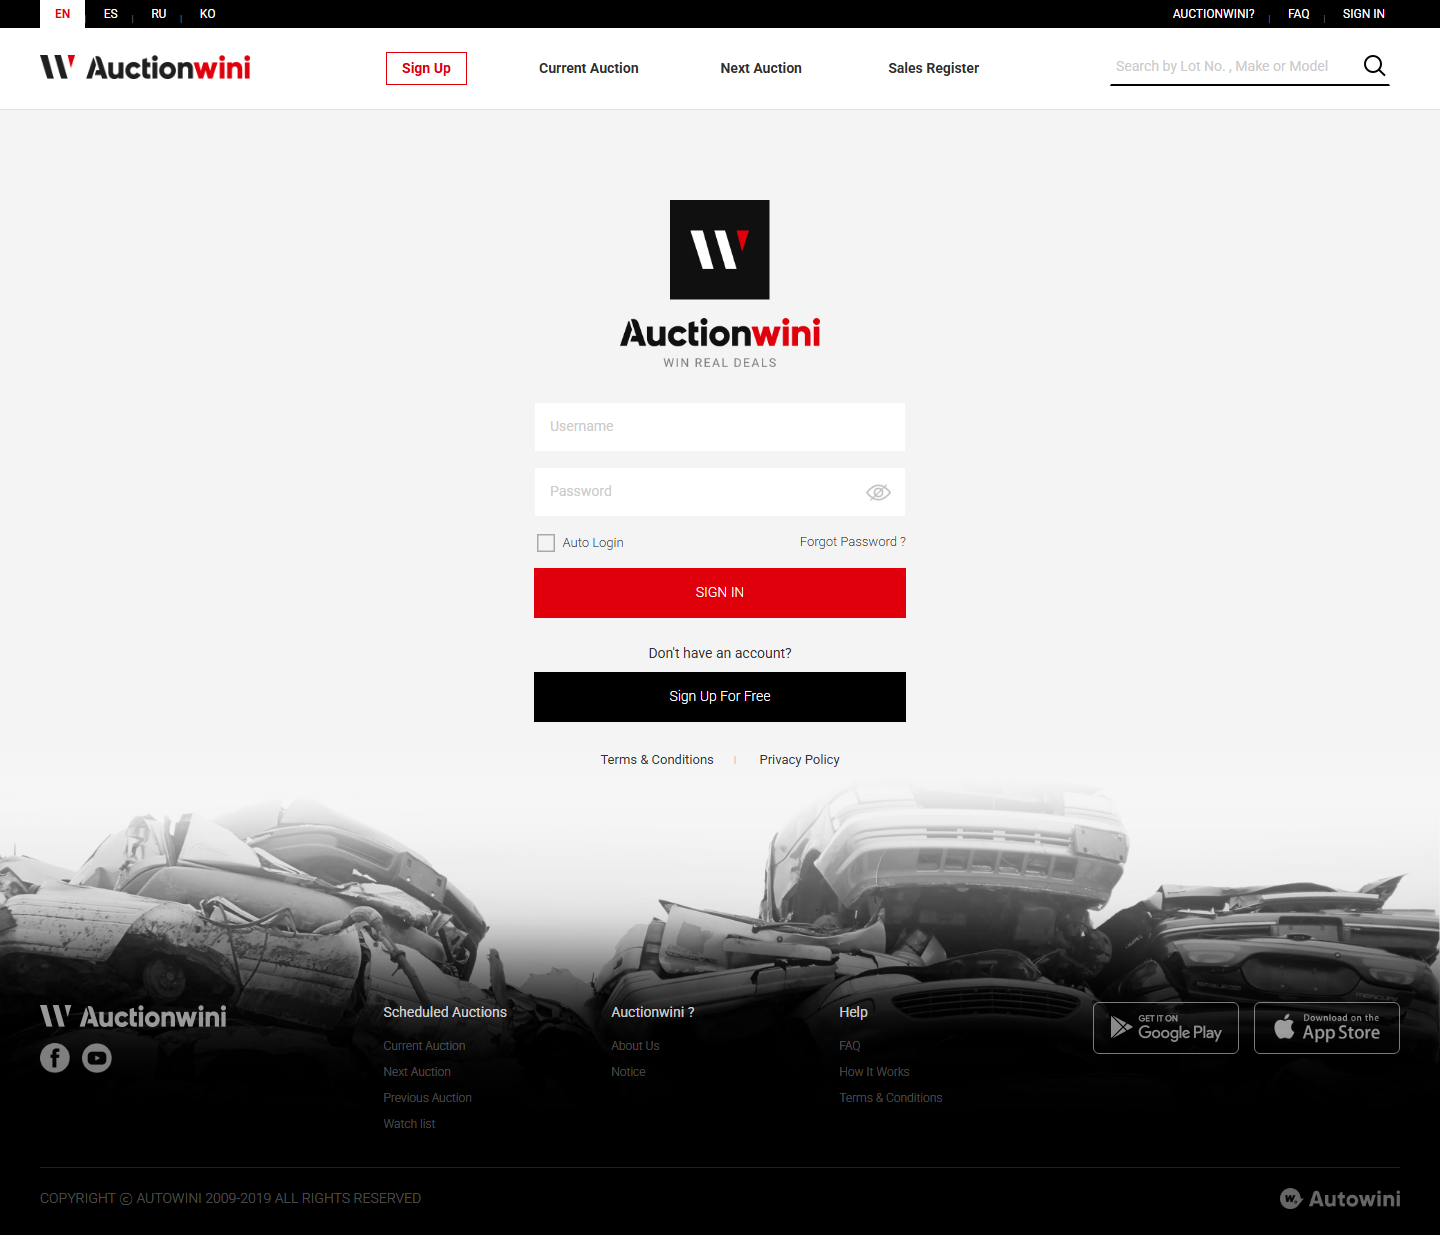 EN ES RU KO AUCTIONWINI? FAQ SIGN IN
Auctionwini Sign Up Current Auction Next Auction Sales Register Search by Lot No. , Make or Model
Auctionwini
WIN REAL DEALS
Username
Password
Auto Login Forgot Password ?
SIGN IN
Don't have an account?
Sign Up For Free
Terms & Conditions Privacy Policy
Auctionwini
Scheduled Auctions
Current Auction
Next Auction
Previous Auction
Watch list
Auctionwini ?
About Us
Notice
Help
FAQ
How It Works
Terms & Conditions
GET IT ON
Google Play
Download on the
App Store
COPYRIGHT ⓒ AUTOWINI 2009-2019 ALL RIGHTS RESERVED
w. Autowini